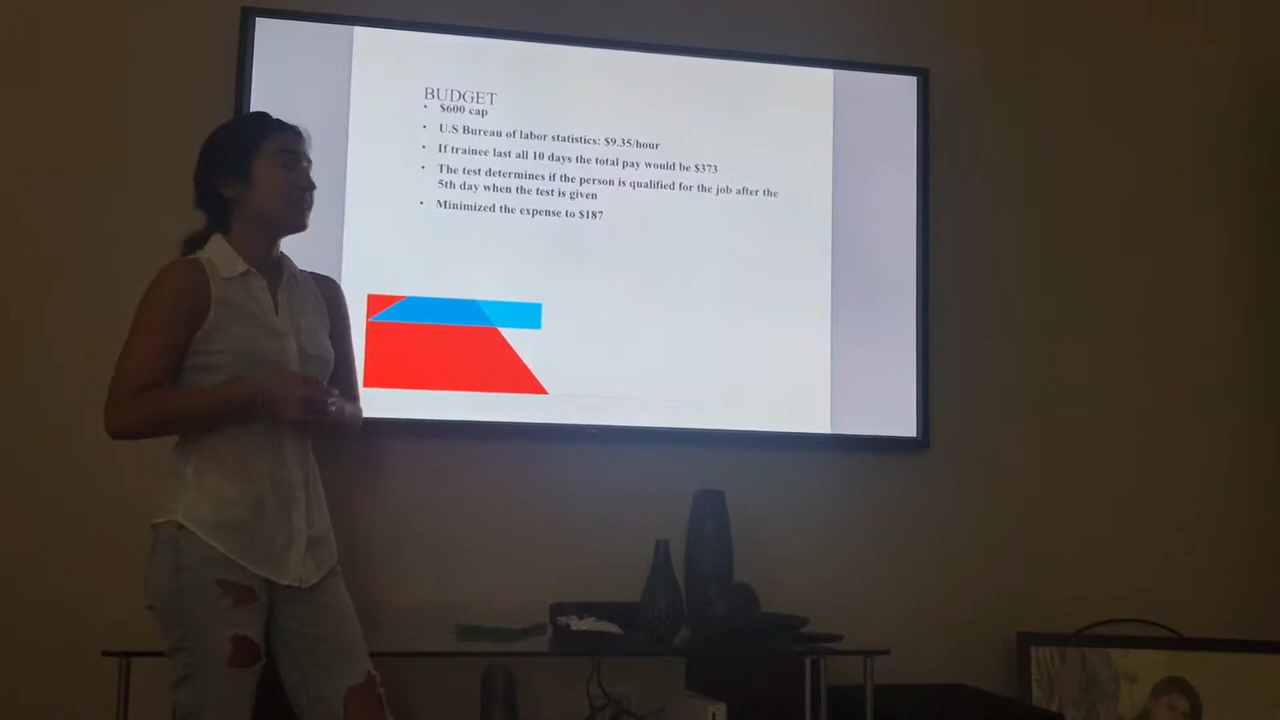 BUDGET
• $600 cap
• U.S Bureau of labor statistics: $9.35/hour
• If trainee last all 10 days the total pay would be $373
• The test determines if the person is qualified for the job after the
5th day when the test is given
• Minimized the expense to $187